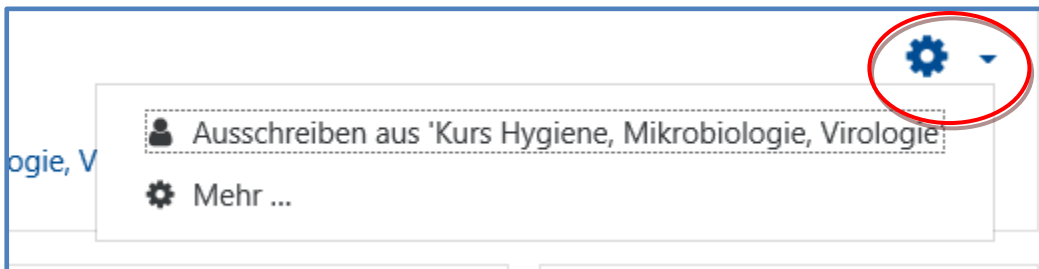 Ausschreiben aus 'Kurs Hygiene, Mikrobiologie, Virologie'
ogie, V
Mehr ...